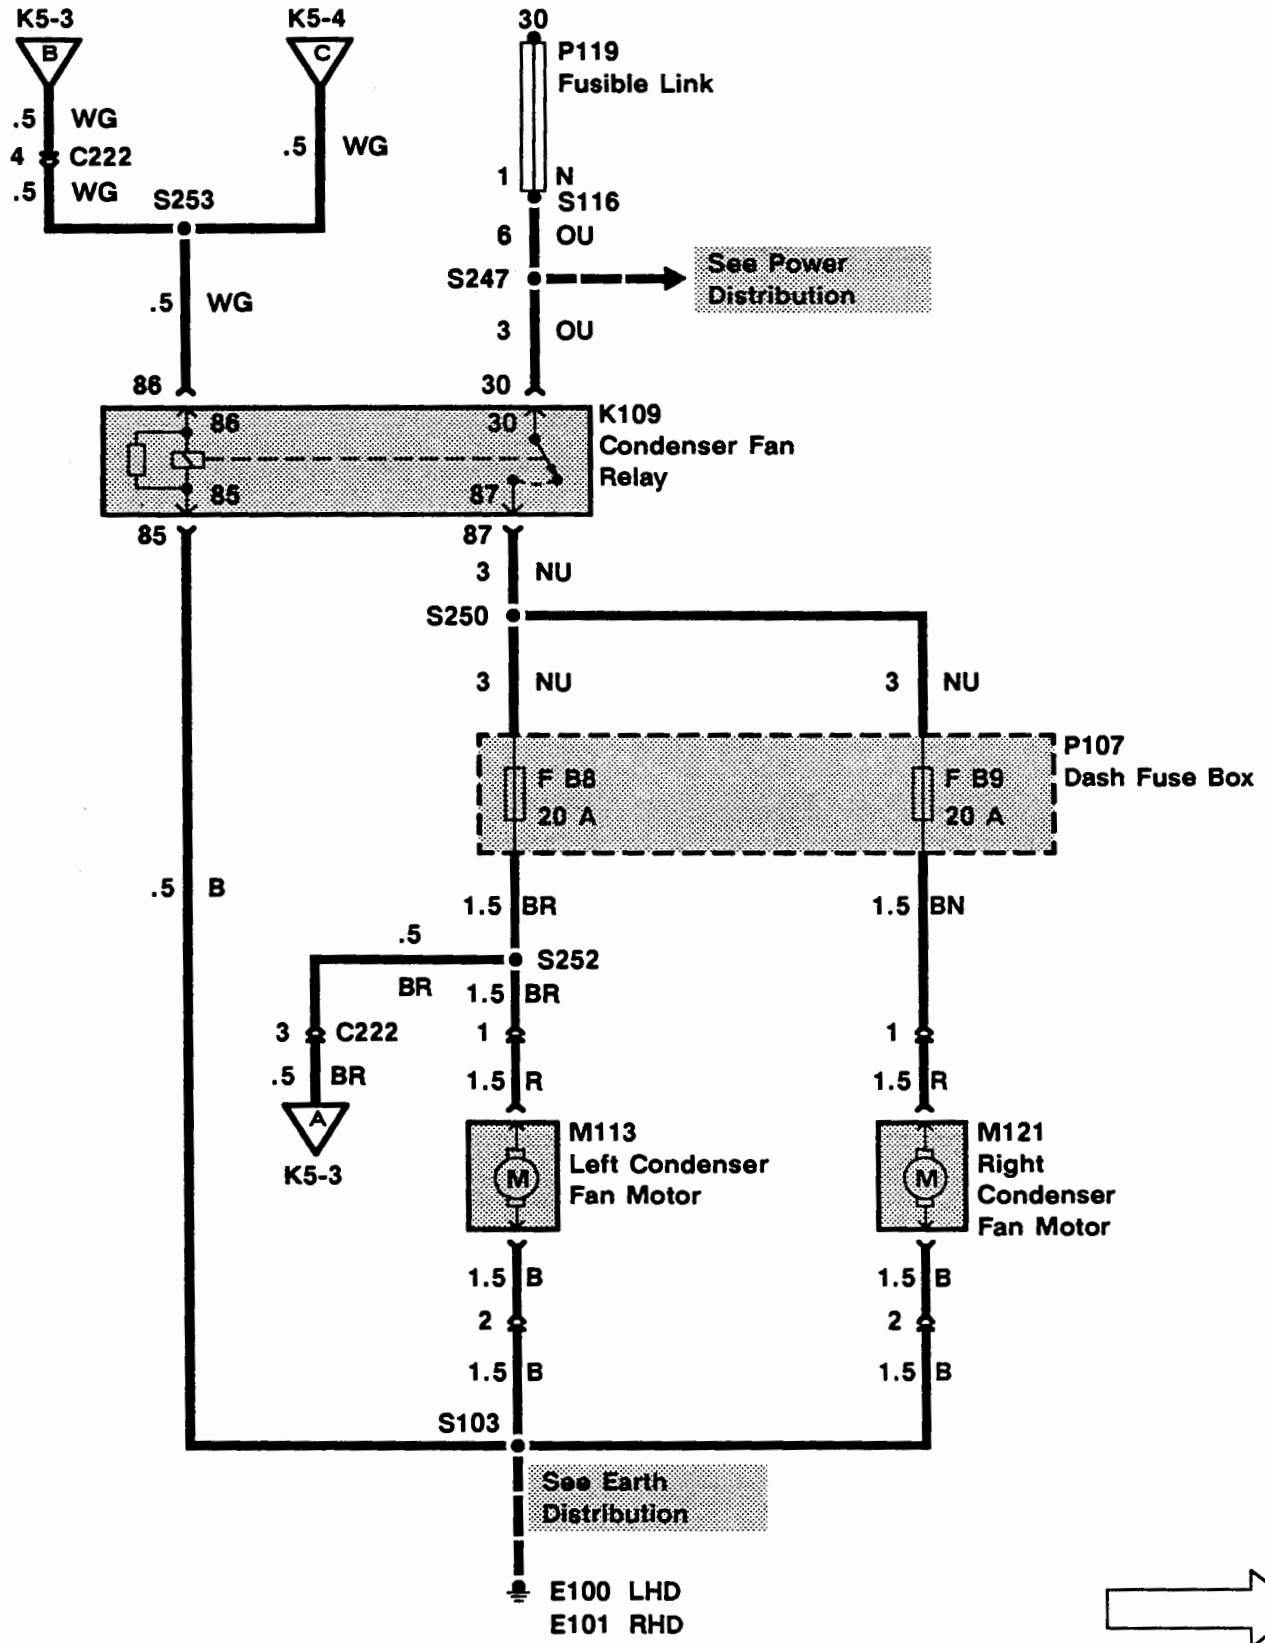 K5-3
K5-4
30
B
C
P119
Fusible Link
.5 WG
4 C222
.5 WG
.5 WG
1 N
S253
S116
6 OU
S247
See Power
Distribution
.5 WG
3 OU
86
30
86
30
K109
Condenser Fan
Relay
85
87
85
87
3 NU
S250
3 NU
3 NU
P107
Dash Fuse Box
F B8
20 A
F B9
20 A
.5 B
1.5 BR
1.5 BN
.5
S252
BR
1.5 BR
3 C222
1
1
.5 BR
1.5 R
1.5 R
A
K5-3
M
M113
Left Condenser
Fan Motor
M
M121
Right
Condenser
Fan Motor
1.5 B
1.5 B
2
2
1.5 B
1.5 B
S103
See Earth
Distribution
E100 LHD
E101 RHD